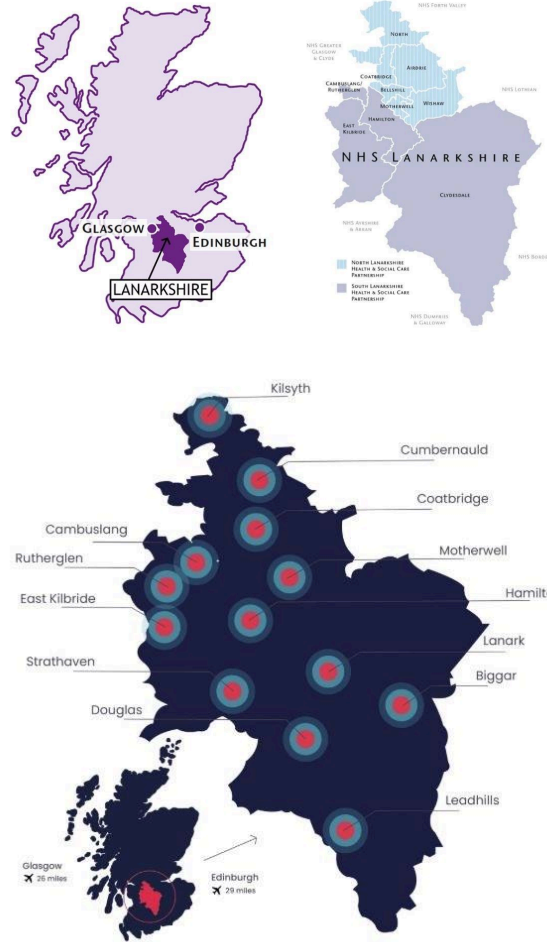 GLASGOW
EDINBURGH
LANARKSHIRE
NHS FORTH VALLEY
NHS GREATER
GLASGOW
& CLYDE
NORTH
AIRDRIE
COATBRIDGE
CAMBUSLANG/
RUTHERGLEN
BELLSHILL
MOTHERWELL
WISHAW
NHS LOTHIAN
HAMILTON
EAST
KILBRIDE
NHS LANARKSHIRE
CLYDESDALE
NHS AYRSHIRE
& ARRAN
NORTH LANARKSHIRE
HEALTH & SOCIAL CARE
PARTNERSHIP
SOUTH LANARKSHIRE
HEALTH & SOCIAL CARE
PARTNERSHIP
NHS
NHS DUMFRIES
& GALLOWAY
Kilsyth
Cumbernauld
Coatbridge
Cambuslang
Motherwell
Rutherglen
Hamilt
East Kilbride
Lanark
Strathaven
Biggar
Douglas
Leadhills
Glasgow
26 miles
Edinburgh
29 miles